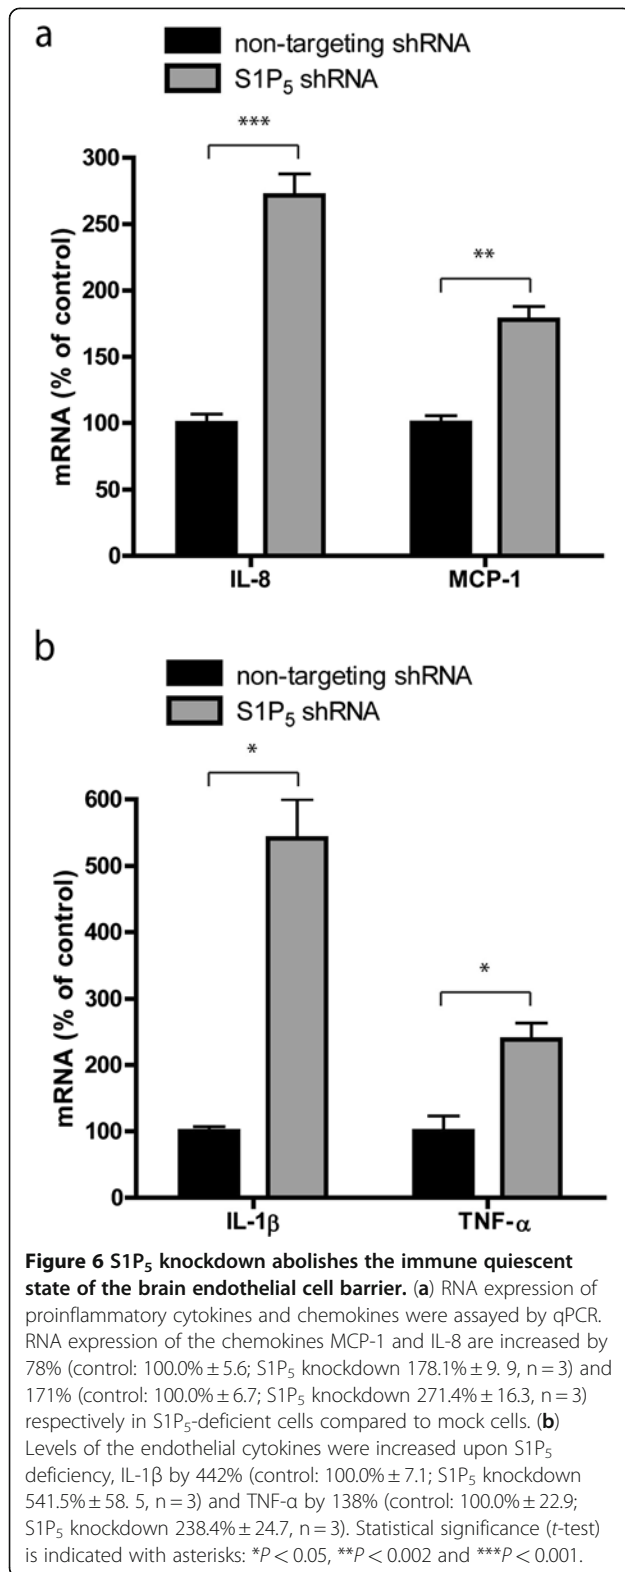 a
non-targeting shRNA
S1P₅ shRNA
***
300
**
250
200
150
100
50
0
mRNA (% of control)
IL-8 MCP-1
b
non-targeting shRNA
S1P₅ shRNA
*
600
500
400
*
300
200
100
0
mRNA (% of control)
IL-1β TNF-α
Figure 6 S1P₅ knockdown abolishes the immune quiescent
state of the brain endothelial cell barrier. (a) RNA expression of
proinflammatory cytokines and chemokines were assayed by qPCR.
RNA expression of the chemokines MCP-1 and IL-8 are increased by
78% (control: 100.0% ± 5.6; S1P₅ knockdown 178.1% ± 9. 9, n = 3) and
171% (control: 100.0% ± 6.7; S1P₅ knockdown 271.4% ± 16.3, n = 3)
respectively in S1P₅-deficient cells compared to mock cells. (b)
Levels of the endothelial cytokines were increased upon S1P₅
deficiency, IL-1β by 442% (control: 100.0% ± 7.1; S1P₅ knockdown
541.5% ± 58. 5, n = 3) and TNF-α by 138% (control: 100.0% ± 22.9;
S1P₅ knockdown 238.4% ± 24.7, n = 3). Statistical significance (t-test)
is indicated with asterisks: *P < 0.05, **P < 0.002 and ***P < 0.001.